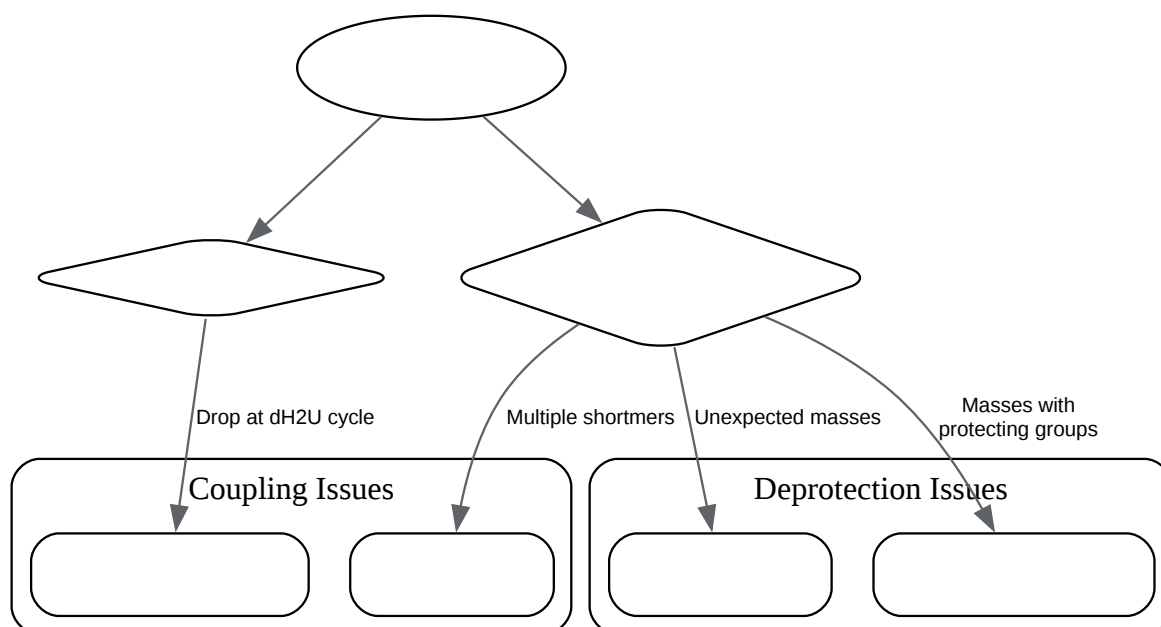 Drop at dH2U cycle
Multiple shortmers
Unexpected masses
Masses with
protecting groups
Coupling Issues
Deprotection Issues